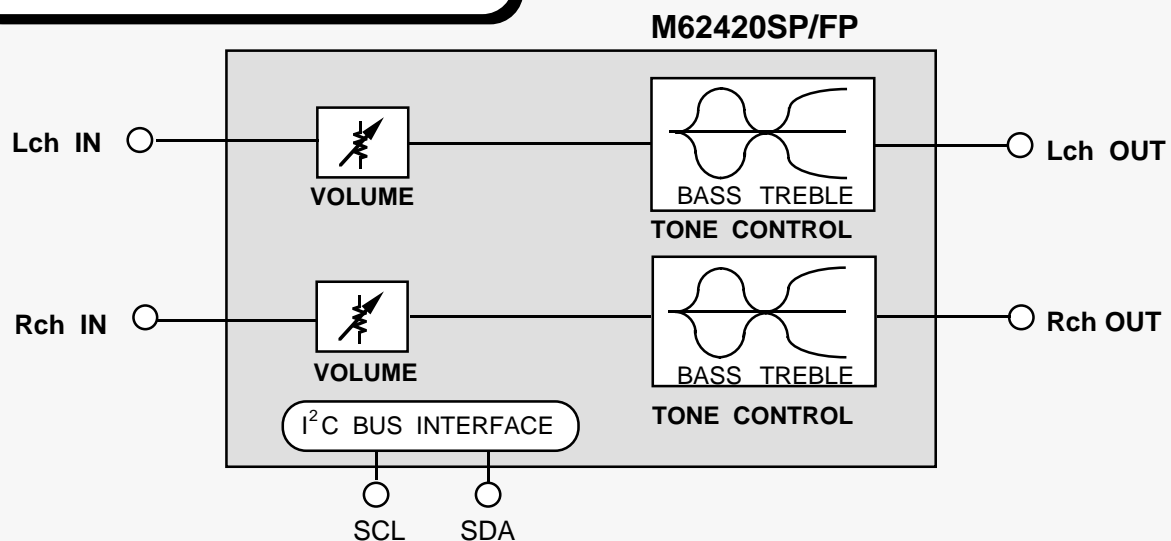 M62420SP/FP
Lch IN
VOLUME
BASS TREBLE
TONE CONTROL
Lch OUT
Rch IN
VOLUME
BASS TREBLE
TONE CONTROL
Rch OUT
I²C BUS INTERFACE
SCL SDA